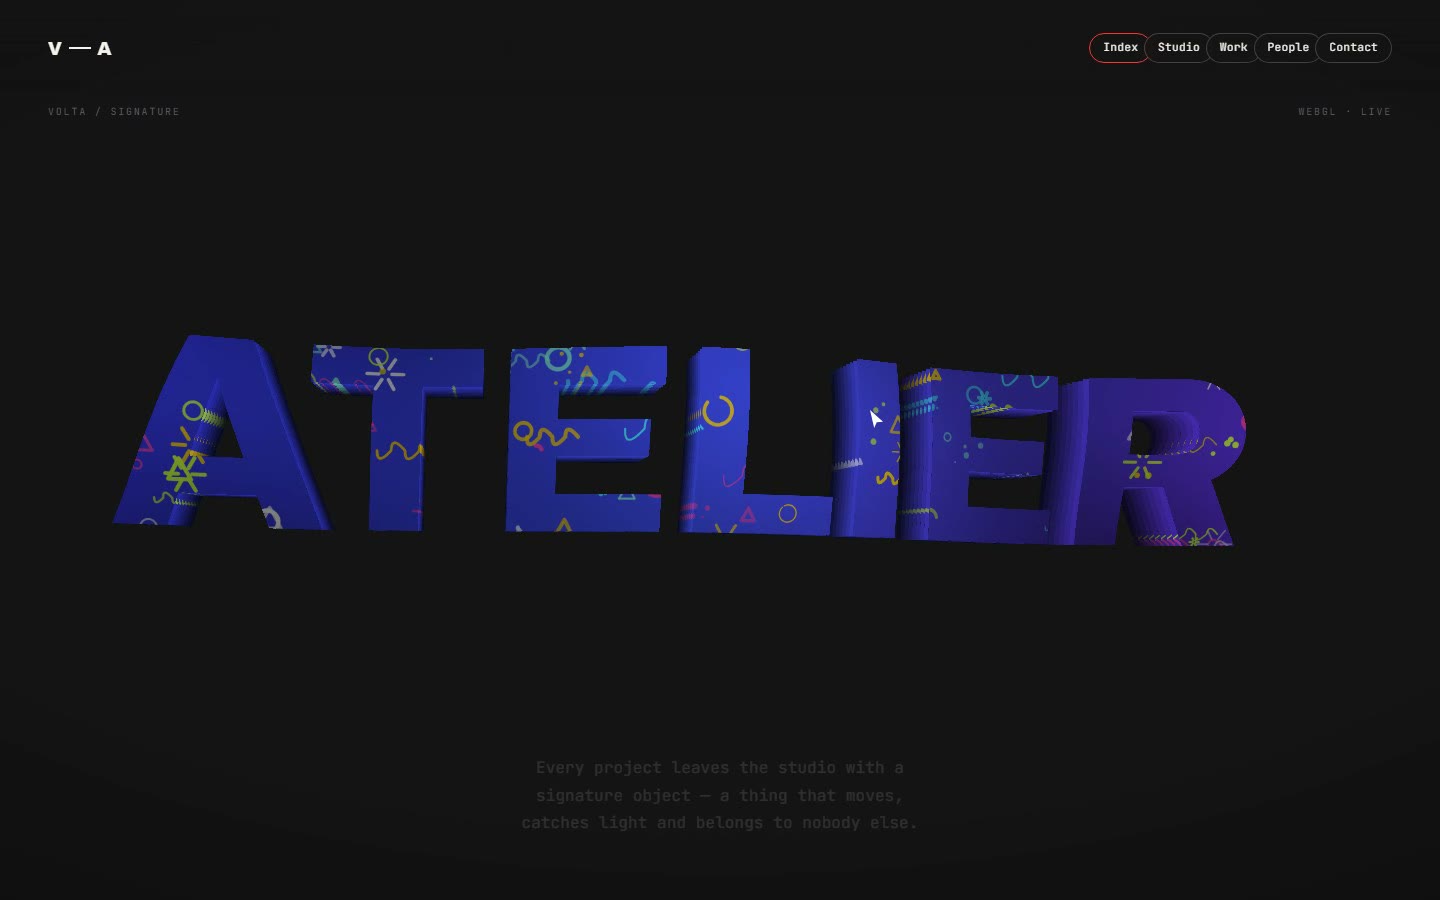 V — A
Index Studio Work People Contact
VOLTA / SIGNATURE
WEBGL · LIVE
ATELIER
Every project leaves the studio with a
signature object — a thing that moves,
catches light and belongs to nobody else.